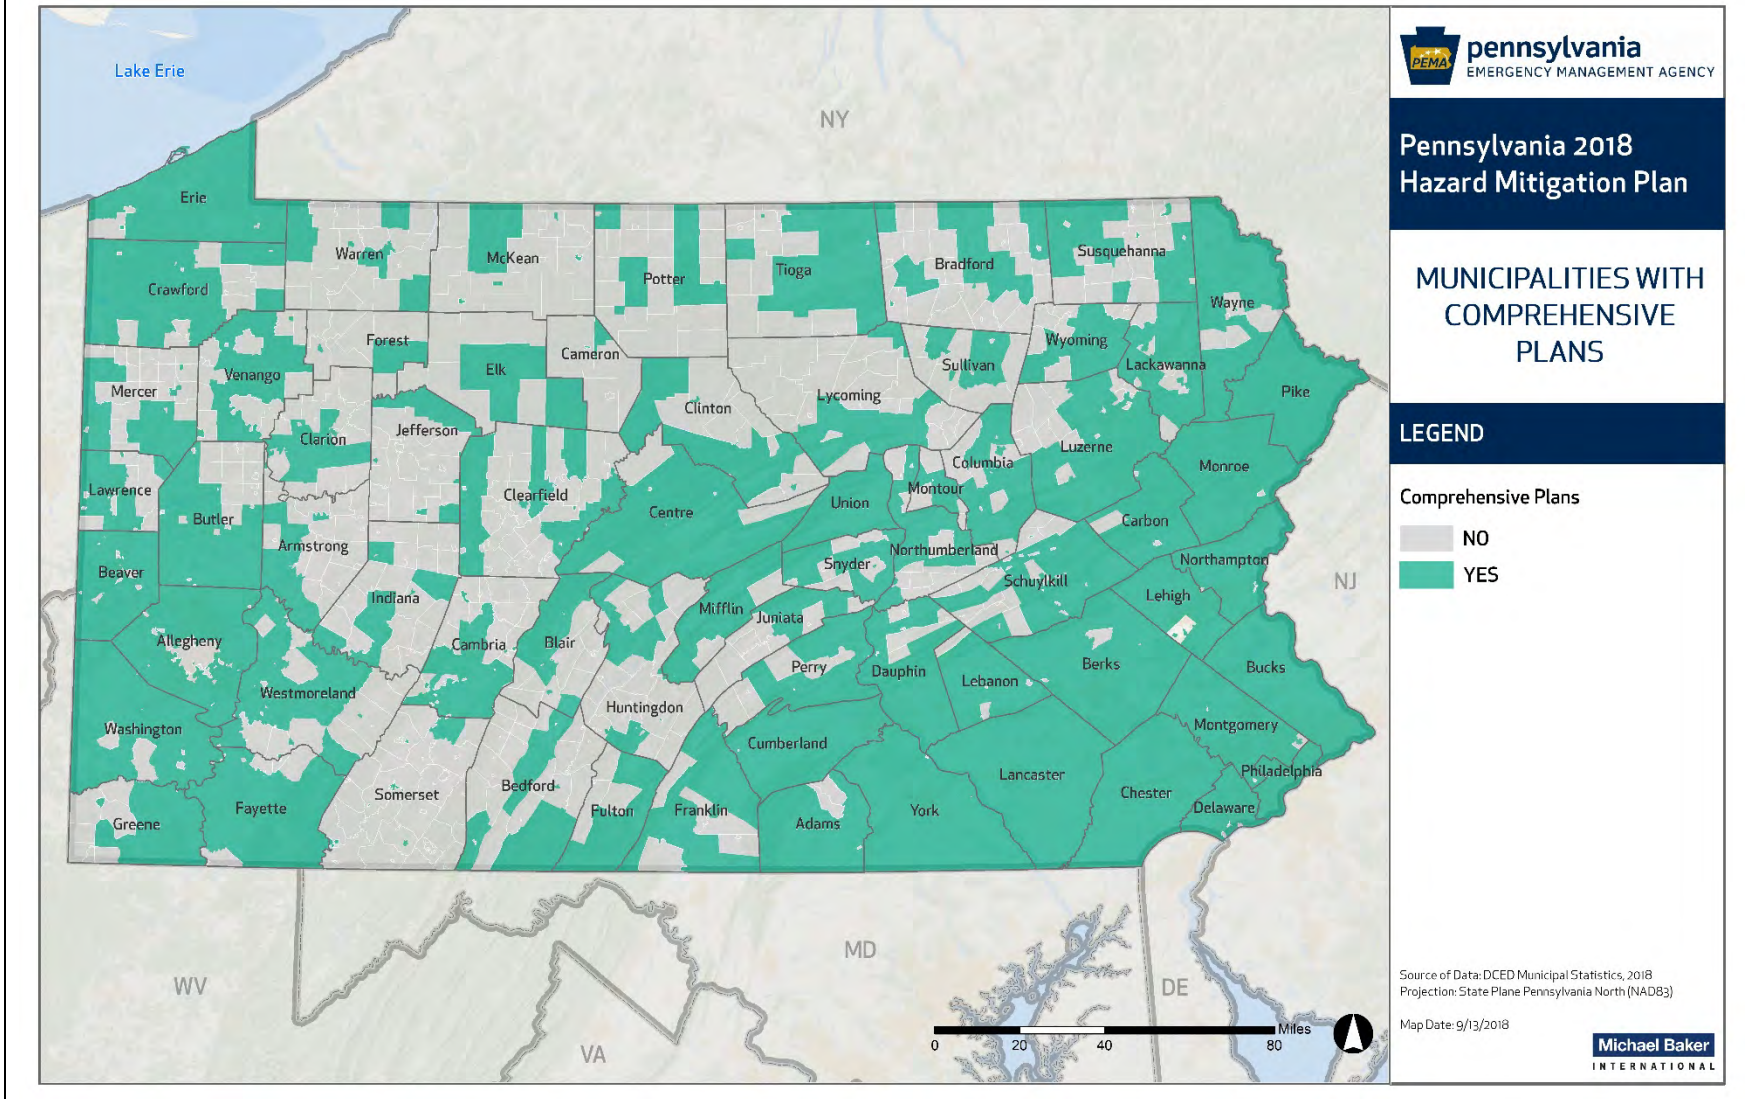 Lake Erie
NY
pennsylvania
PEMA
EMERGENCY MANAGEMENT AGENCY
Pennsylvania 2018
Hazard Mitigation Plan
MUNICIPALITIES WITH
COMPREHENSIVE
PLANS
LEGEND
Comprehensive Plans
NO
YES
Erie
Warren
McKean
Potter
Tioga
Bradford
Susquehanna
Crawford
Wayne
Forest
Cameron
Wyoming
Lackawanna
Sullivan
Elk
Venango
Mercer
Lycoming
Pike
Clinton
Jefferson
Clarion
Luzerne
Columbia
Monroe
Lawrence
Clearfield
Montour
Union
Centre
Butler
Carbon
Armstrong
Northumberland
Snyder
Northampton
Beaver
Schuylkill
NJ
Indiana
Lehigh
Mifflin
Juniata
Allegheny
Cambria
Blair
Perry
Dauphin
Berks
Bucks
Lebanon
Westmoreland
Huntingdon
Montgomery
Washington
Cumberland
Philadelphia
Lancaster
Bedford
Somerset
Chester
Fayette
Fulton
Franklin
York
Delaware
Greene
Adams
WV
MD
DE
VA
Miles
0 20 40 80
Source of Data: DCED Municipal Statistics, 2018
Projection: State Plane Pennsylvania North (NAD83)
Map Date: 9/13/2018
Michael Baker
INTERNATIONAL